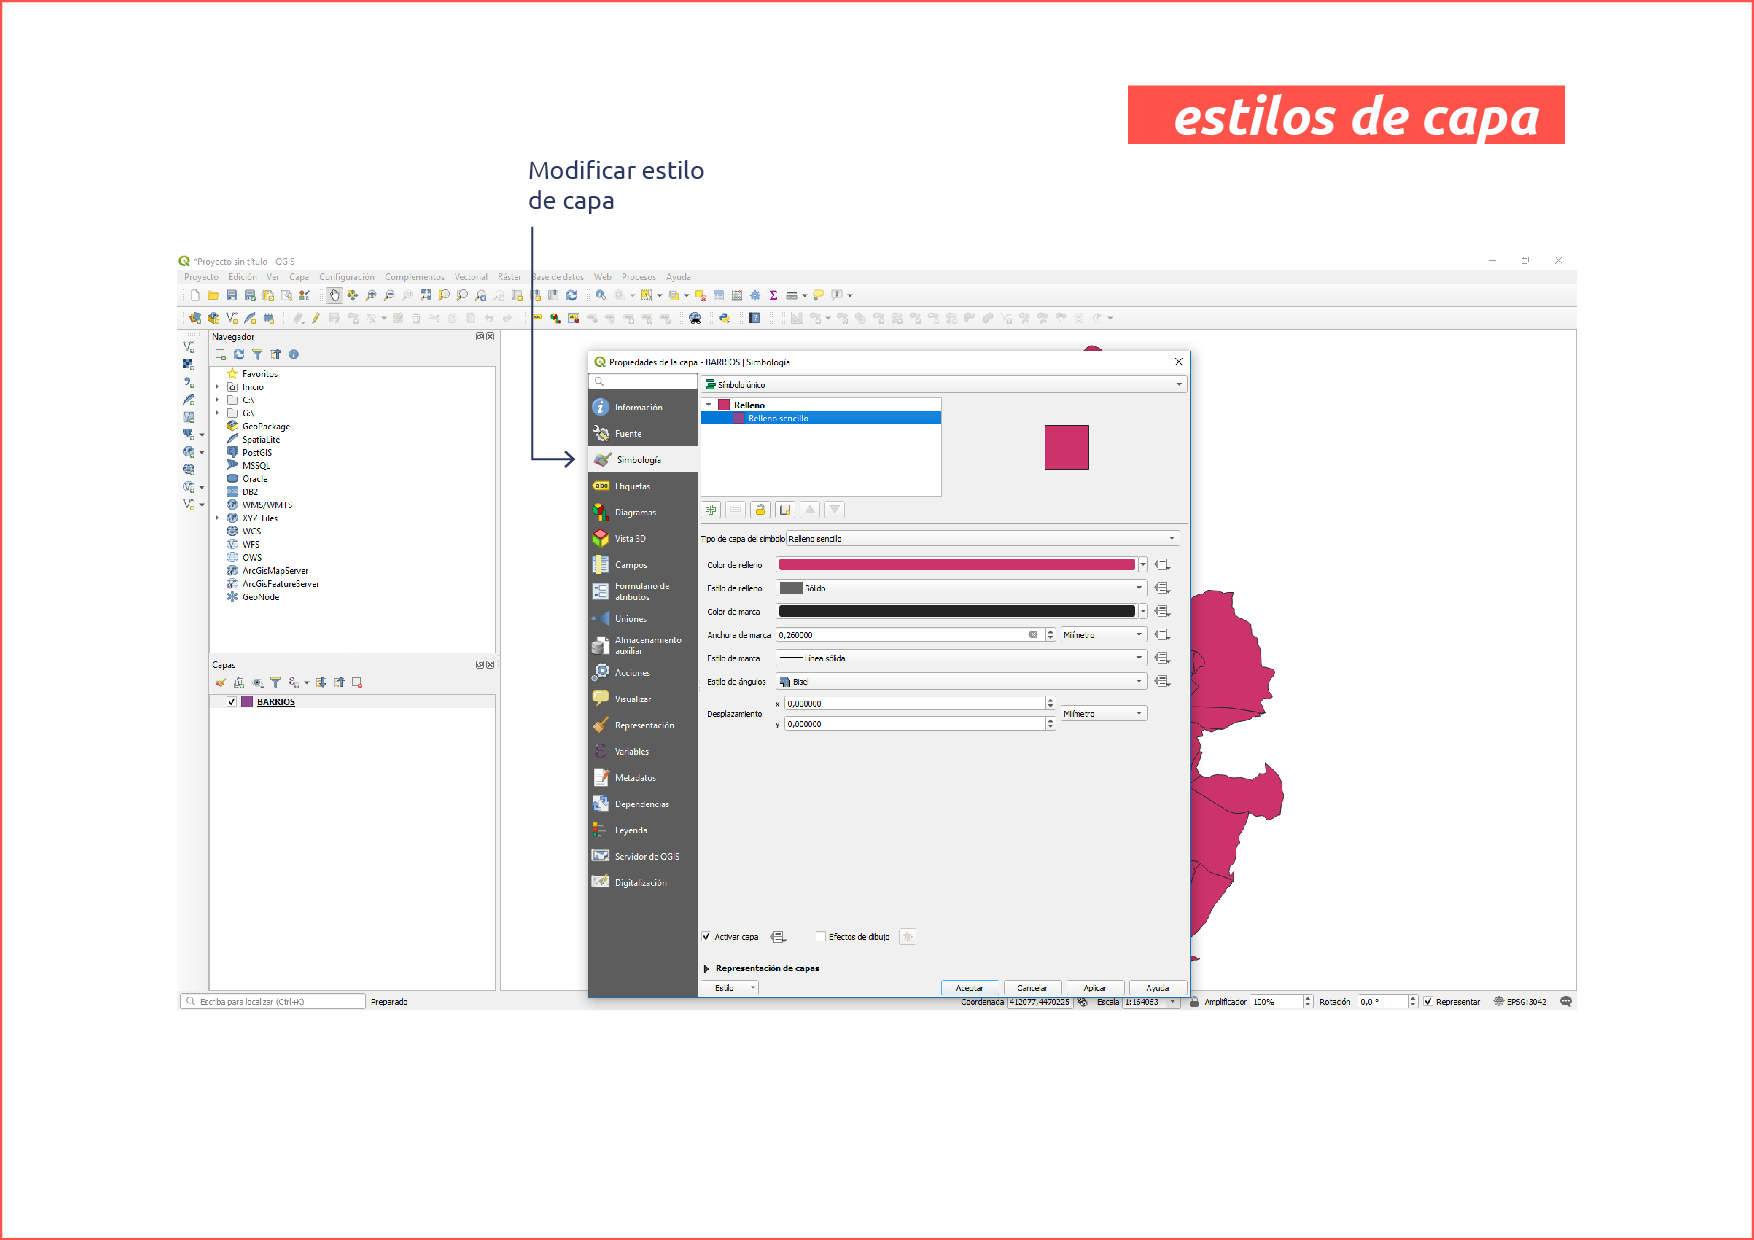 estilos de capa
Modificar estilo
de capa
*Proyecto sin título - QGIS
Proyecto Edición Ver Capa Configuración Complementos Vectorial Ráster Base de datos Web Procesos Ayuda
Navegador
Favoritos
Inicio
C:\
G:\
GeoPackage
SpatiaLite
PostGIS
MSSQL
Oracle
DB2
WMS/WMTS
XYZ Tiles
WCS
WFS
OWS
ArcGisMapServer
ArcGisFeatureServer
GeoNode
Capas
BARRIOS
Propiedades de la capa - BARRIOS | Simbología
Información
Fuente
Simbología
Etiquetas
Diagramas
Vista 3D
Campos
Formulario de
atributos
Uniones
Almacenamiento
auxiliar
Acciones
Visualizar
Representación
Variables
Metadatos
Dependencias
Leyenda
Servidor de QGIS
Digitalización
Símbolo único
Relleno
Relleno sencillo
Tipo de capa del símbolo Relleno sencillo
Color de relleno
Estilo de relleno Sólido
Color de marca
Anchura de marca 0,260000 Milímetro
Estilo de marca Línea sólida
Estilo de ángulos Bisel
Desplazamiento x 0,000000 Milímetro
y 0,000000
Activar capa Efectos de dibujo
Representación de capas
Estilo Aceptar Cancelar Aplicar Ayuda
Escriba para localizar (Ctrl+K) Preparado Coordenada 412077,4470225 Escala 1:164063 Amplificador 100% Rotación 0,0 ° Representar EPSG:3042